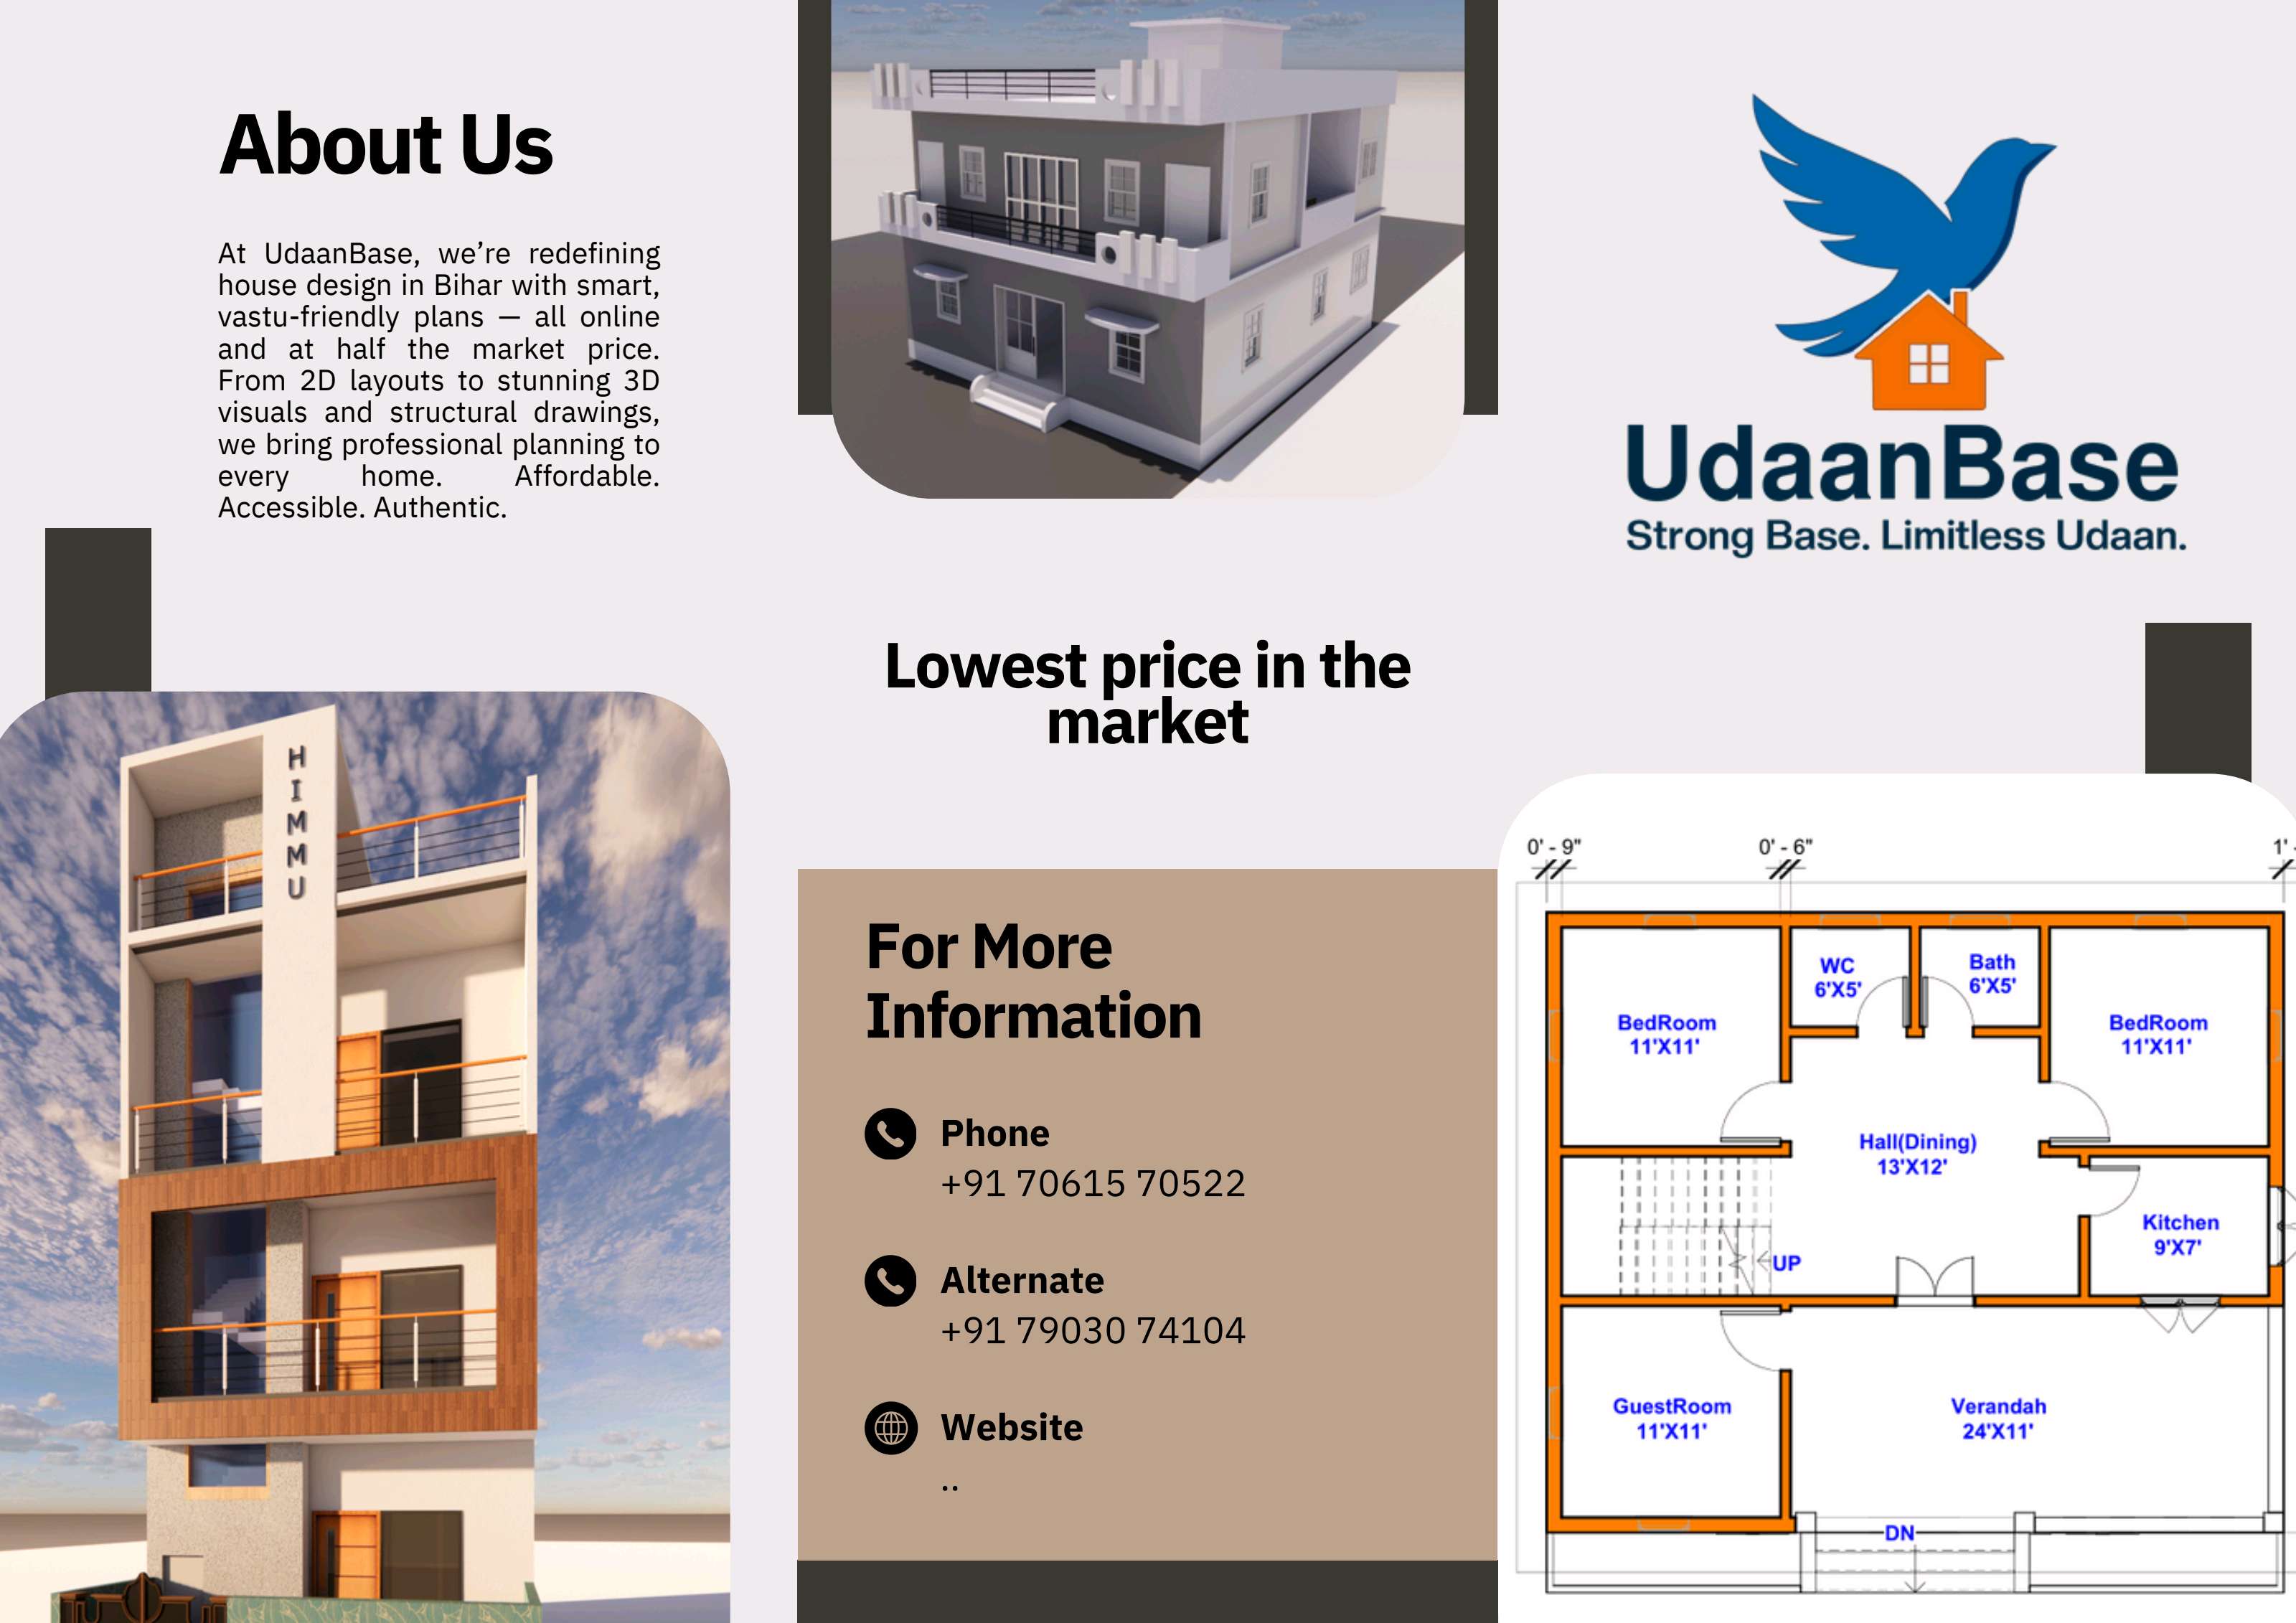 About Us
At UdaanBase, we’re redefining
house design in Bihar with smart,
vastu-friendly plans — all online
and at half the market price.
From 2D layouts to stunning 3D
visuals and structural drawings,
we bring professional planning to
every home. Affordable.
Accessible. Authentic.
H
I
M
M
U
Lowest price in the
market
For More
Information
Phone
+91 70615 70522
Alternate
+91 79030 74104
Website
..
UdaanBase
Strong Base. Limitless Udaan.
0' - 9"
0' - 6"
1' -
WC
6'X5'
Bath
6'X5'
BedRoom
11'X11'
BedRoom
11'X11'
Hall(Dining)
13'X12'
Kitchen
9'X7'
UP
GuestRoom
11'X11'
Verandah
24'X11'
DN